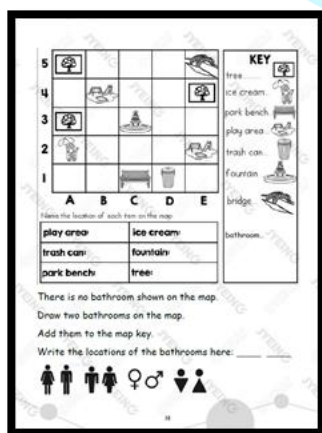 KEY
tree
ice cream
park bench
play area
trash can
fountain
bridge
bathroom
5
4
3
2
1
A B C D E
Name the location of each item on the map
play area: ice cream:
trash can: fountain:
park bench: tree:
There is no bathroom shown on the map.
Draw two bathrooms on the map.
Add them to the map key.
Write the locations of the bathrooms here: _____ _____